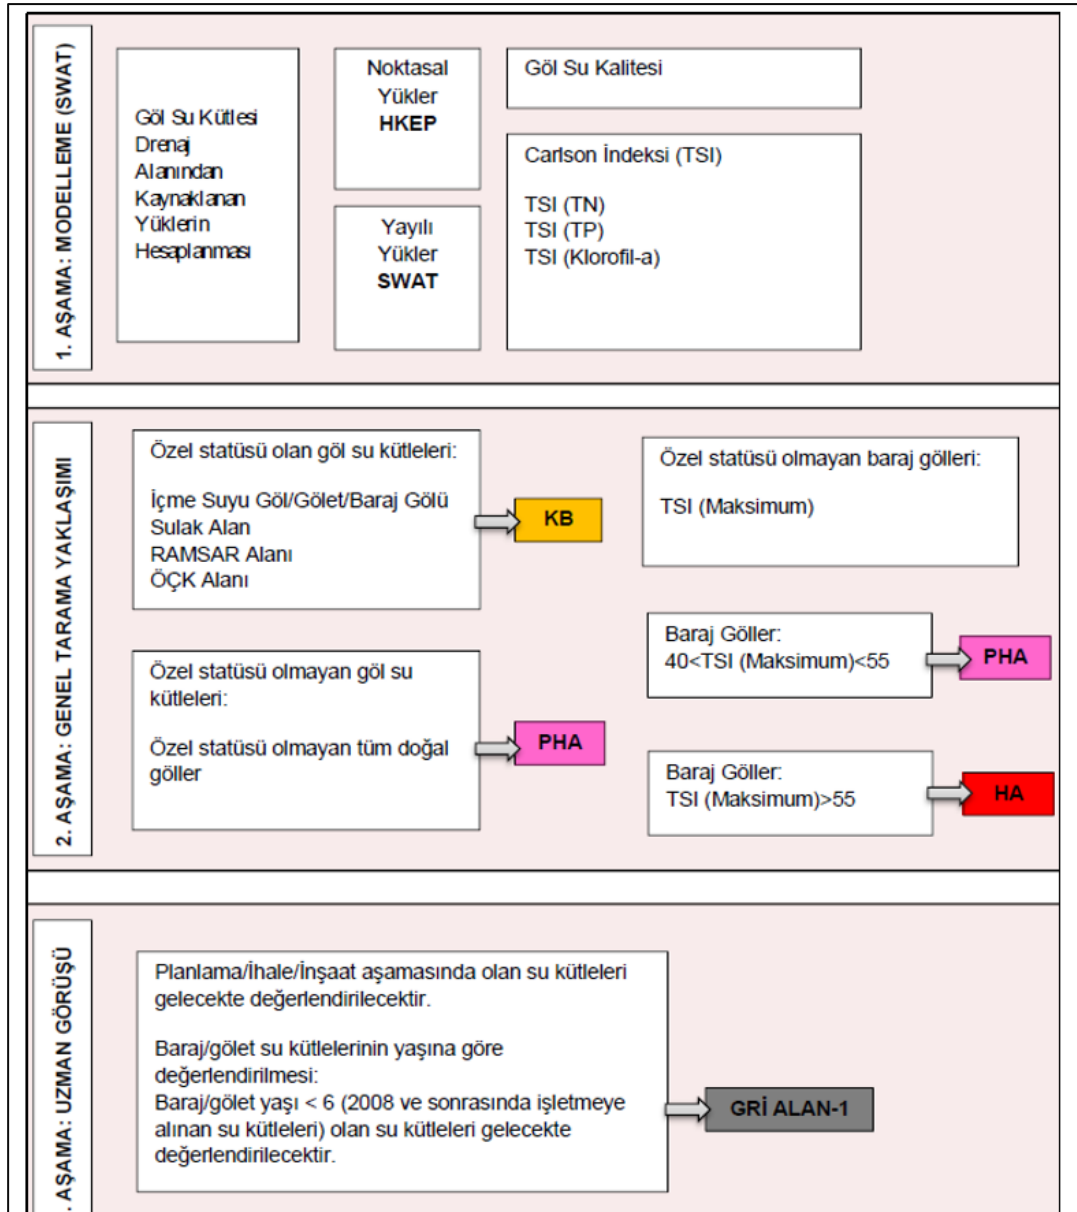 1. AŞAMA: MODELLEME (SWAT)
Göl Su Kütlesi
Drenaj
Alanından
Kaynaklanan
Yüklerin
Hesaplanması
Noktasal
Yükler
HKEP
Yayılı
Yükler
SWAT
Göl Su Kalitesi
Carlson İndeksi (TSI)
TSI (TN)
TSI (TP)
TSI (Klorofil-a)
2. AŞAMA: GENEL TARAMA YAKLAŞIMI
Özel statüsü olan göl su kütleleri:
İçme Suyu Göl/Gölet/Baraj Gölü
Sulak Alan
RAMSAR Alanı
ÖÇK Alanı
KB
Özel statüsü olmayan göl su
kütleleri:
Özel statüsü olmayan tüm doğal
göller
PHA
Özel statüsü olmayan baraj gölleri:
TSI (Maksimum)
Baraj Göller:
40<TSI (Maksimum)<55
PHA
Baraj Göller:
TSI (Maksimum)>55
HA
. AŞAMA: UZMAN GÖRÜŞÜ
Planlama/İhale/İnşaat aşamasında olan su kütleleri
gelecekte değerlendirilecektir.
Baraj/gölet su kütlelerinin yaşına göre
değerlendirilmesi:
Baraj/gölet yaşı < 6 (2008 ve sonrasında işletmeye
alınan su kütleleri) olan su kütleleri gelecekte
değerlendirilecektir.
GRİ ALAN-1